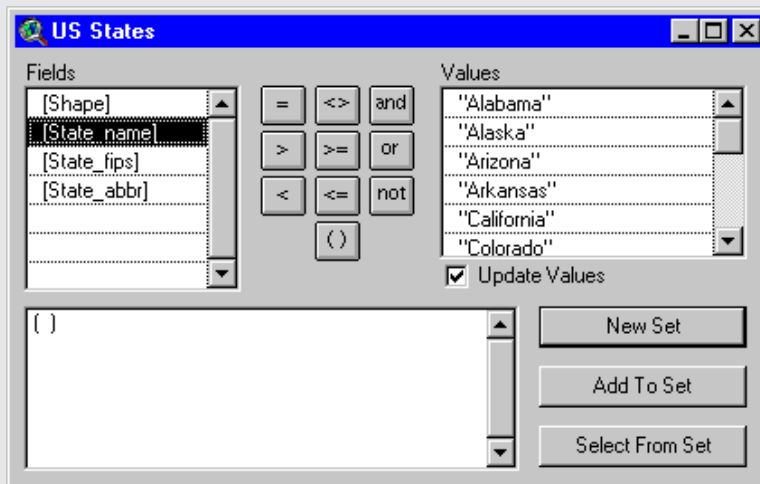 US States
Fields
[Shape]
[State_name]
[State_fips]
[State_abbr]
= <> and
> >= or
< <= not
( )
Values
"Alabama"
"Alaska"
"Arizona"
"Arkansas"
"California"
"Colorado"
Update Values
( )
New Set
Add To Set
Select From Set